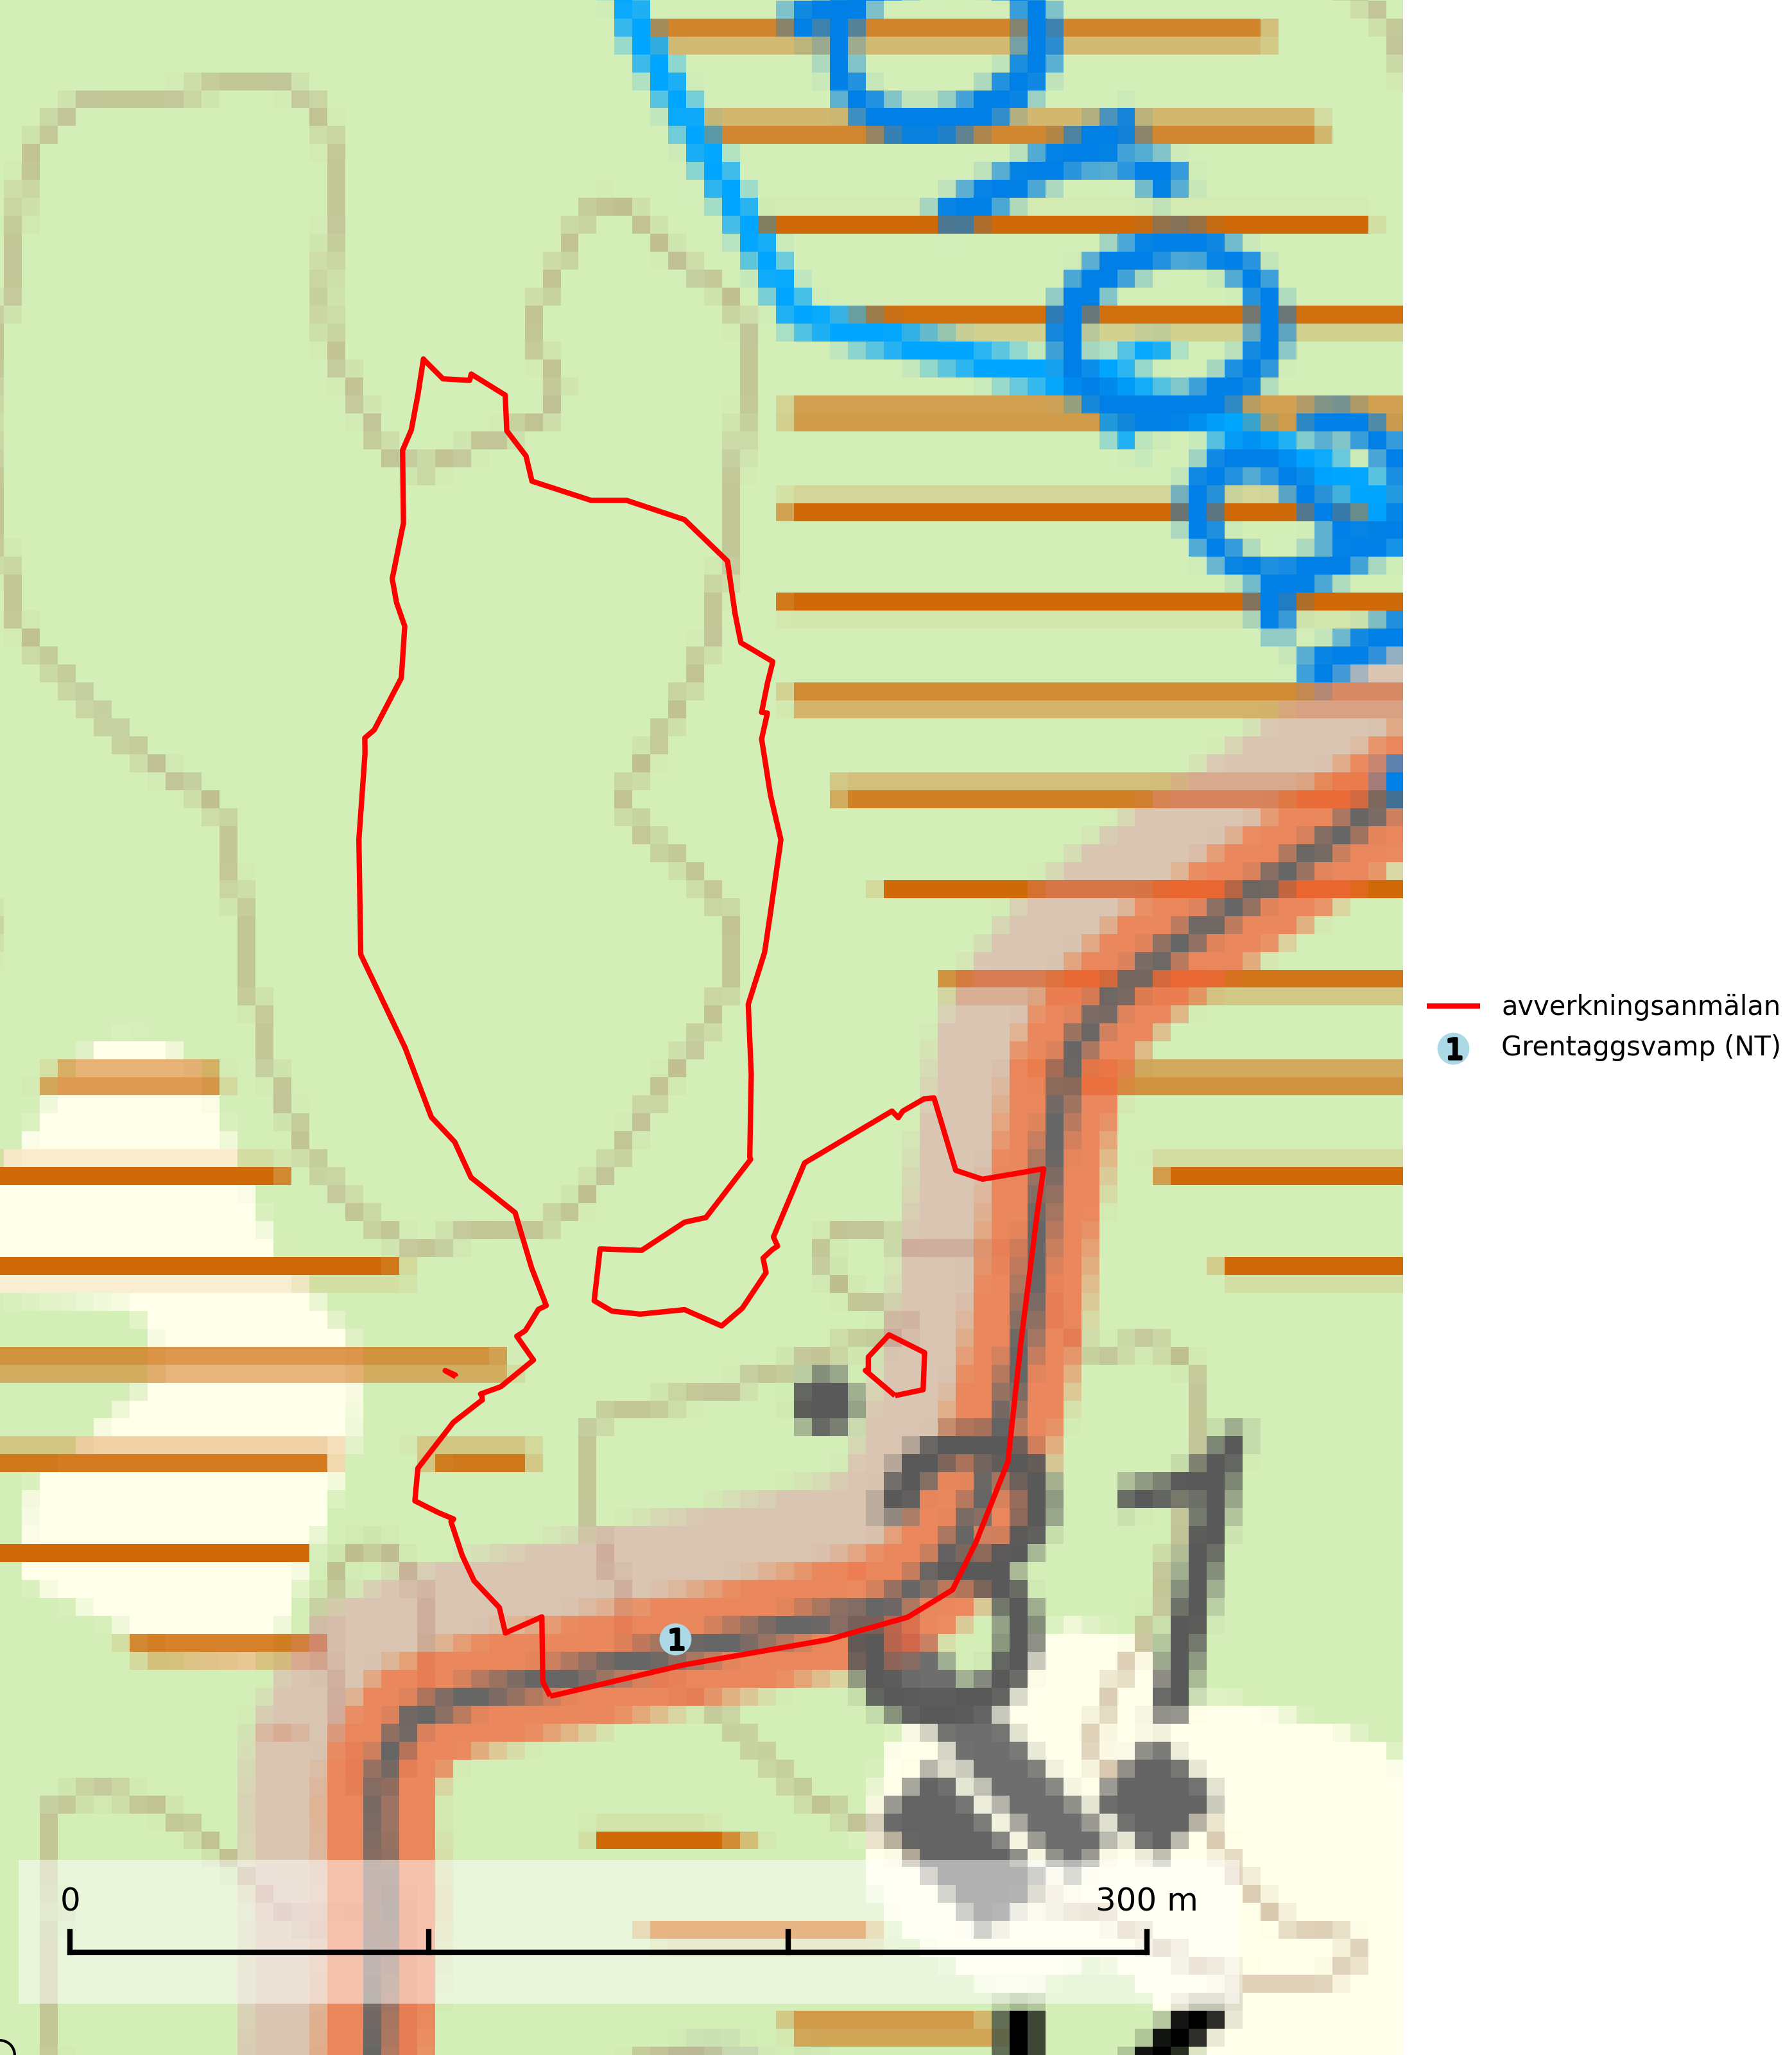 avverkningsanmälan
1 Grentaggsvamp (NT)
1
0 300 m